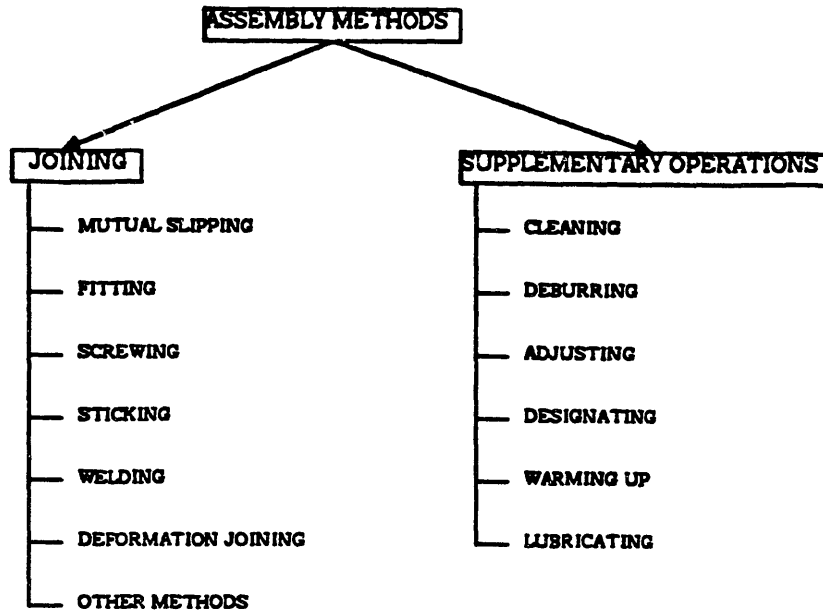 ASSEMBLY METHODS
JOINING
MUTUAL SLIPPING
FITTING
SCREWING
STICKING
WELDING
DEFORMATION JOINING
OTHER METHODS
SUPPLEMENTARY OPERATIONS
CLEANING
DEBURRING
ADJUSTING
DESIGNATING
WARMING UP
LUBRICATING